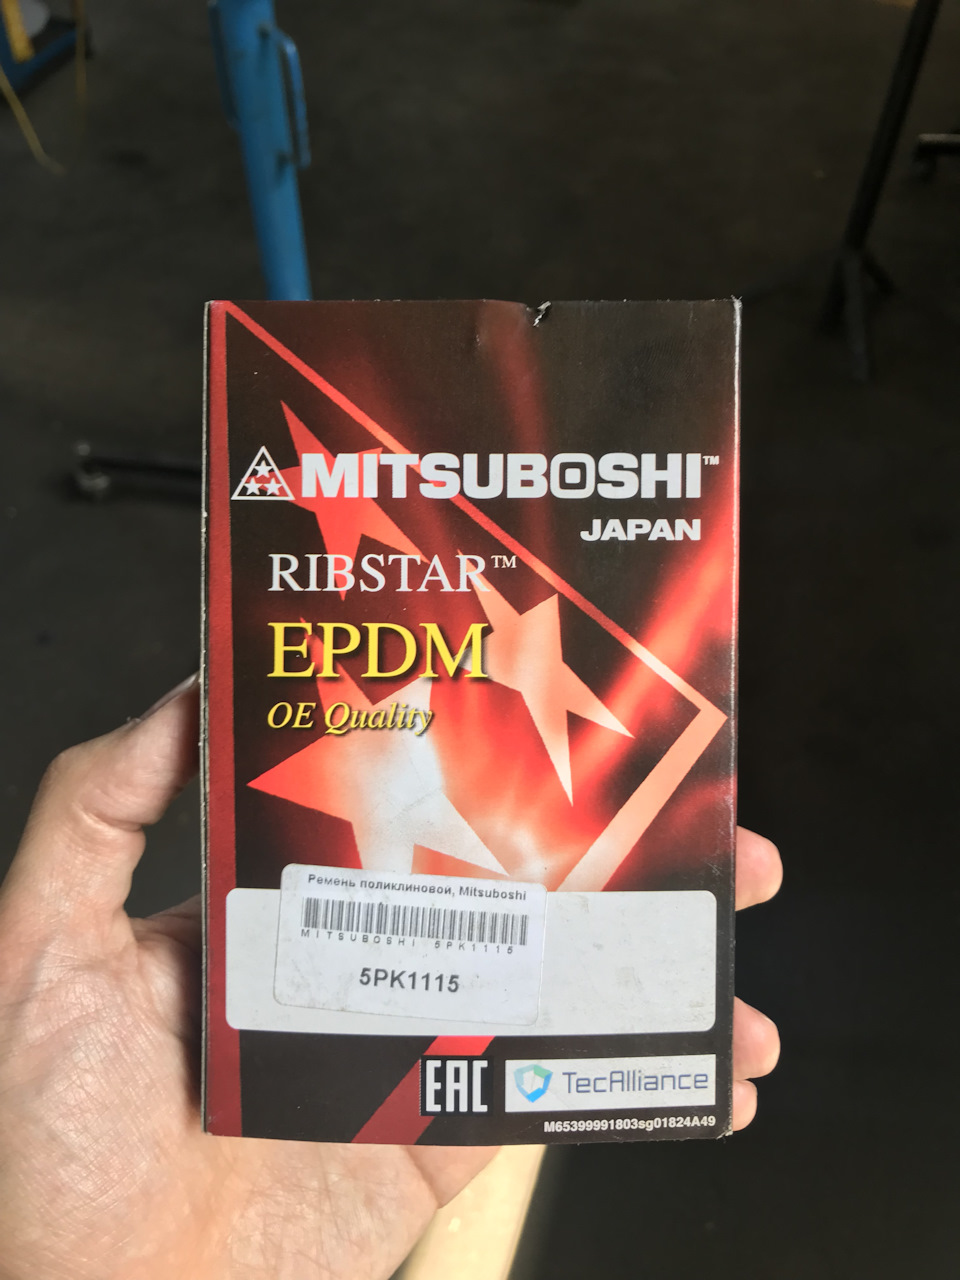 MITSUBOSHI™
JAPAN
RIBSTAR™
EPDM
OE Quality
Ремень поликлиновой, Mitsuboshi
MITSUBOSHI 5PK1115
5PK1115
EAC
TecAlliance
M65399991803sg01824A49